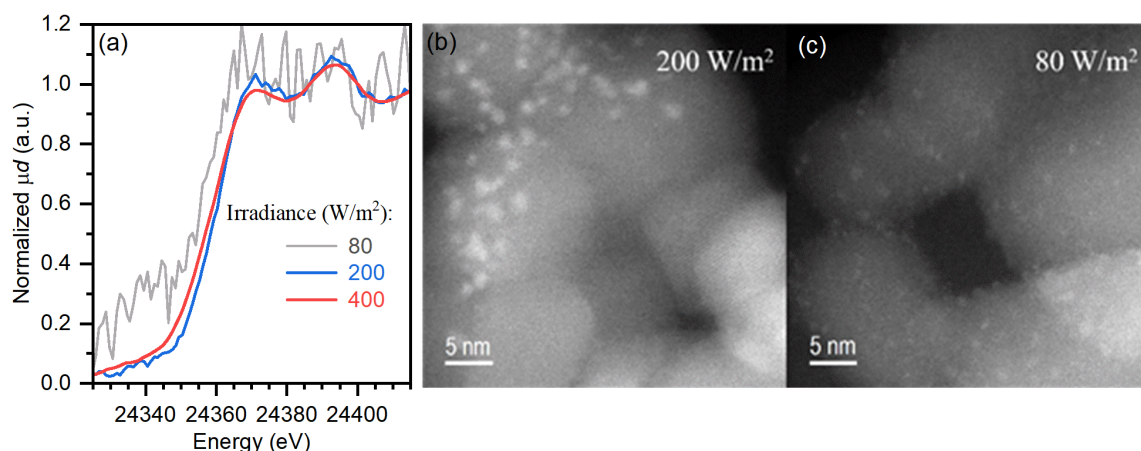 (a)
Normalized μd (a.u.)
1.2
1.0
0.8
0.6
0.4
0.2
0.0
Irradiance (W/m²):
80
200
400
24340 24360 24380 24400
Energy (eV)
(b)
200 W/m²
5 nm
(c)
80 W/m²
5 nm